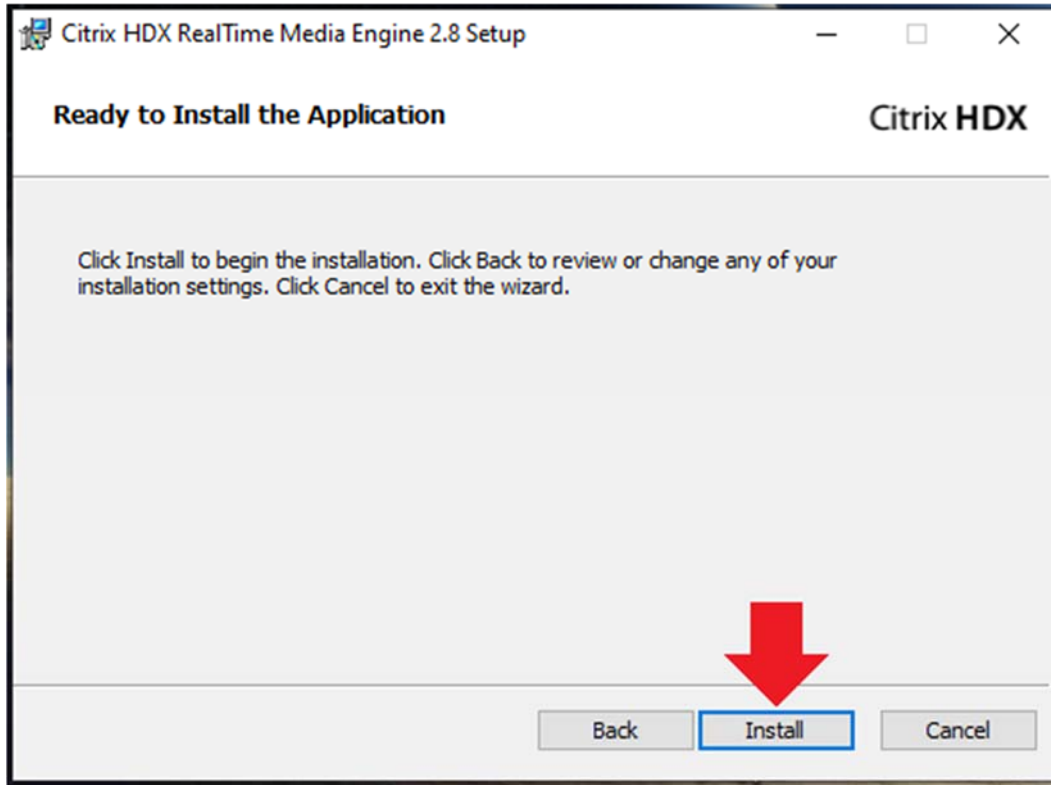 Citrix HDX RealTime Media Engine 2.8 Setup
Ready to Install the Application
Citrix HDX
Click Install to begin the installation. Click Back to review or change any of your
installation settings. Click Cancel to exit the wizard.
Back Install Cancel